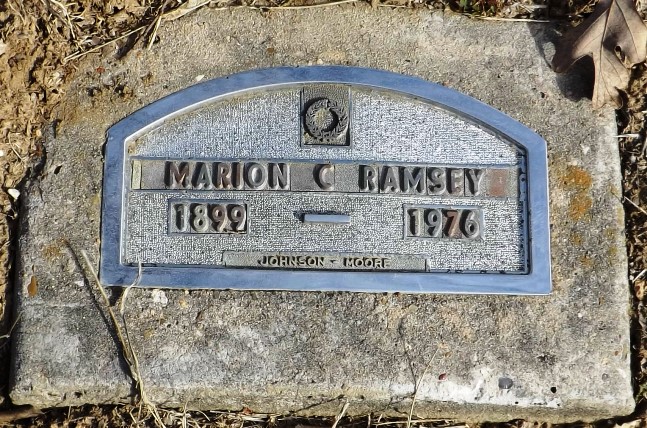 MARION C RAMSEY
1899 — 1976
JOHNSON - MOORE